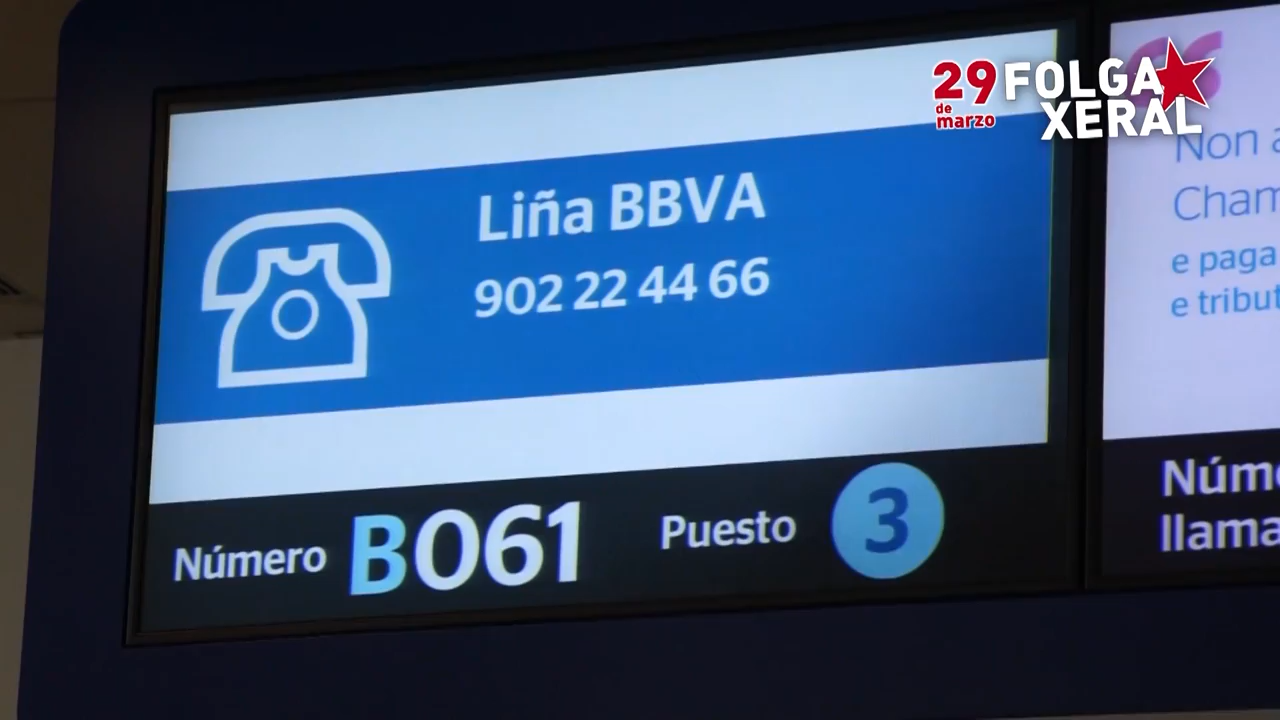 29 de marzo
FOLGA
XERAL
Liña BBVA
902 22 44 66
Número B061 Puesto 3
Non
Cham
e paga
e tribut
Núme
llama